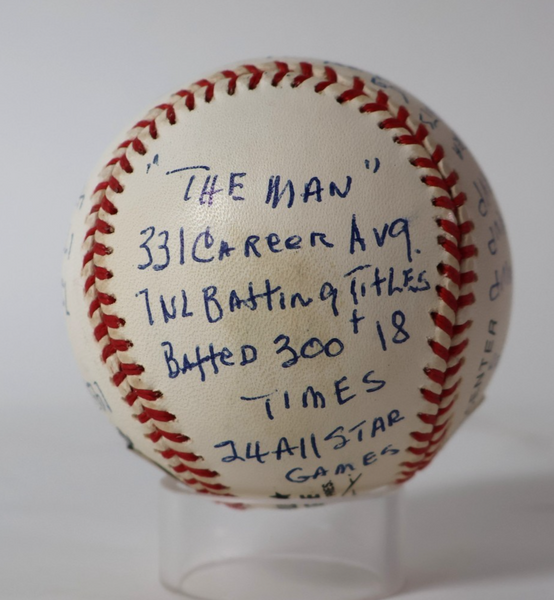 "THE MAN"
331 CAREER AVG.
7 NL BATTING TITLES
BATTED 300+ 18
TIMES
24 All STAR
GAMES